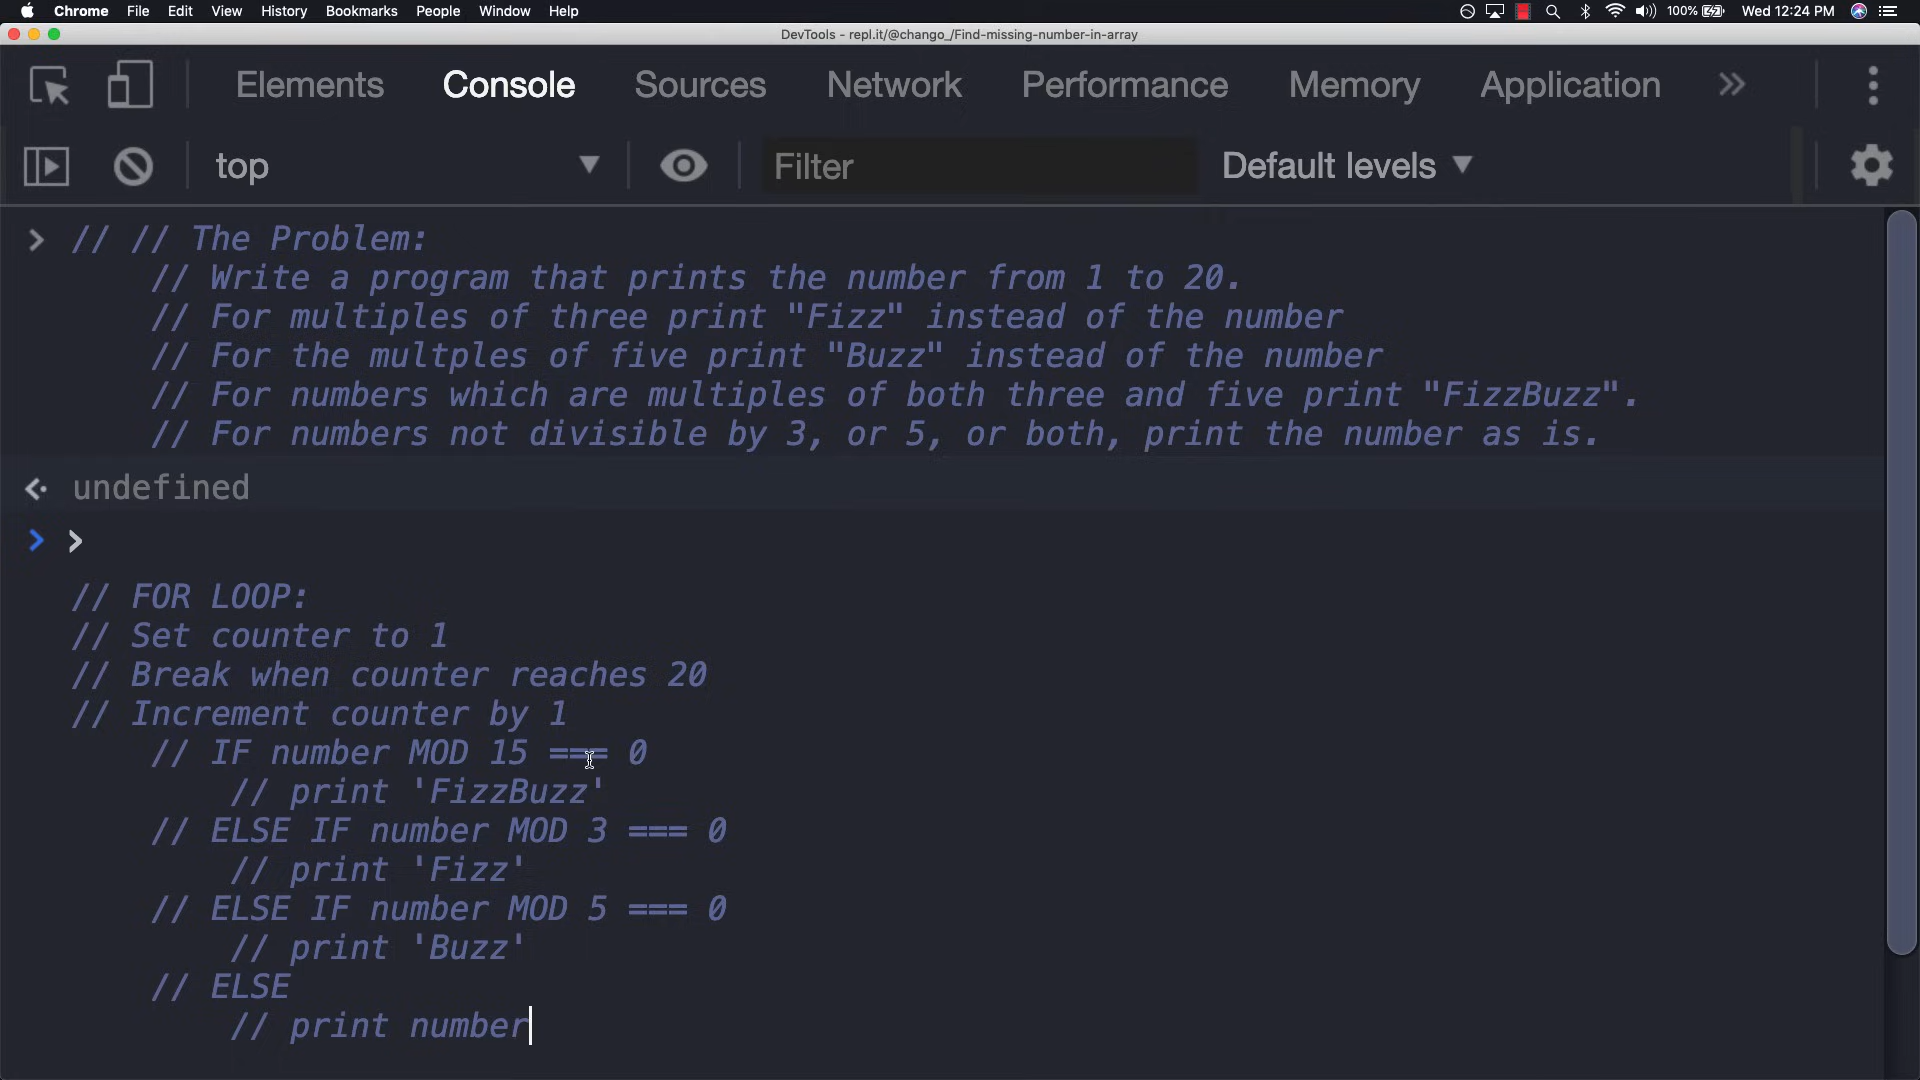 Chrome File Edit View History Bookmarks People Window Help 100% Wed 12:24 PM
DevTools - repl.it/@chango_/Find-missing-number-in-array
Elements Console Sources Network Performance Memory Application »
top ▼ Filter Default levels ▼
> // // The Problem:
// Write a program that prints the number from 1 to 20.
// For multiples of three print "Fizz" instead of the number
// For the multples of five print "Buzz" instead of the number
// For numbers which are multiples of both three and five print "FizzBuzz".
// For numbers not divisible by 3, or 5, or both, print the number as is.
undefined
> >
// FOR LOOP:
// Set counter to 1
// Break when counter reaches 20
// Increment counter by 1
// IF number MOD 15 === 0
// print 'FizzBuzz'
// ELSE IF number MOD 3 === 0
// print 'Fizz'
// ELSE IF number MOD 5 === 0
// print 'Buzz'
// ELSE
// print number